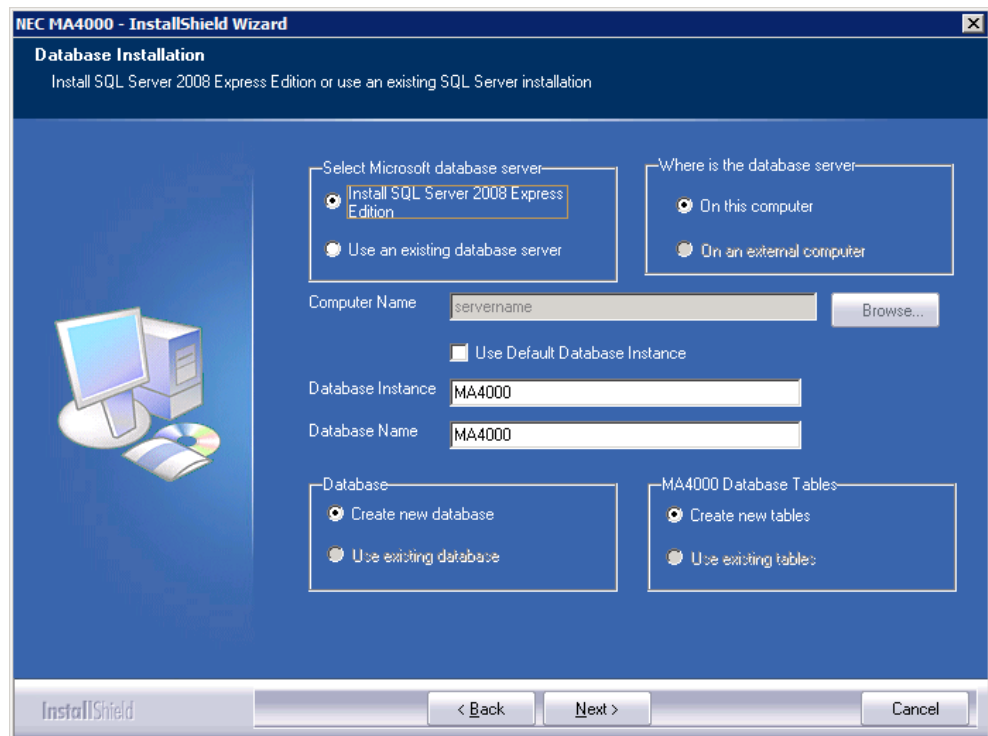 NEC MA4000 - InstallShield Wizard
Database Installation
Install SQL Server 2008 Express Edition or use an existing SQL Server installation
Select Microsoft database server
Install SQL Server 2008 Express
Edition
Use an existing database server
Where is the database server
On this computer
On an external computer
Computer Name
servername
Browse...
Use Default Database Instance
Database Instance
MA4000
Database Name
MA4000
Database
Create new database
Use existing database
MA4000 Database Tables
Create new tables
Use existing tables
InstallShield
< Back
Next >
Cancel